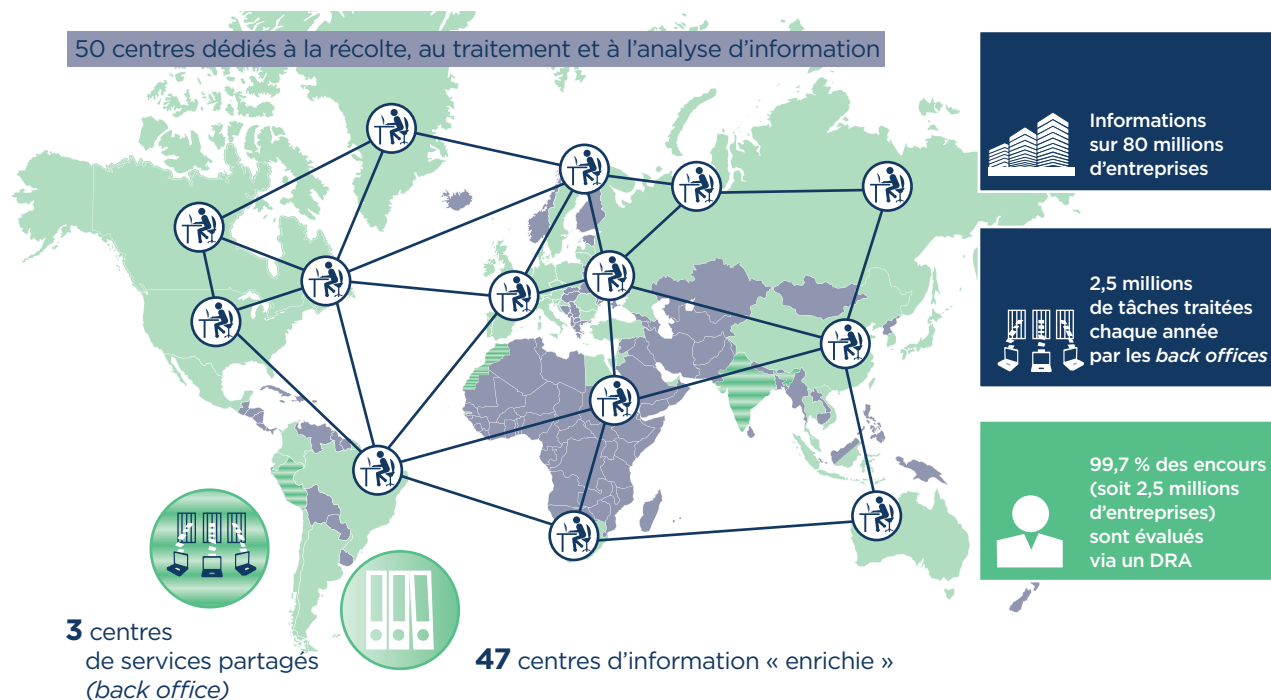 50 centres dédiés à la récolte, au traitement et à l’analyse d’information
Informations
sur 80 millions
d’entreprises
2,5 millions
de tâches traitées
chaque année
par les back offices
99,7 % des encours
(soit 2,5 millions
d’entreprises)
sont évalués
via un DRA
3 centres
de services partagés
(back office)
47 centres d’information « enrichie »